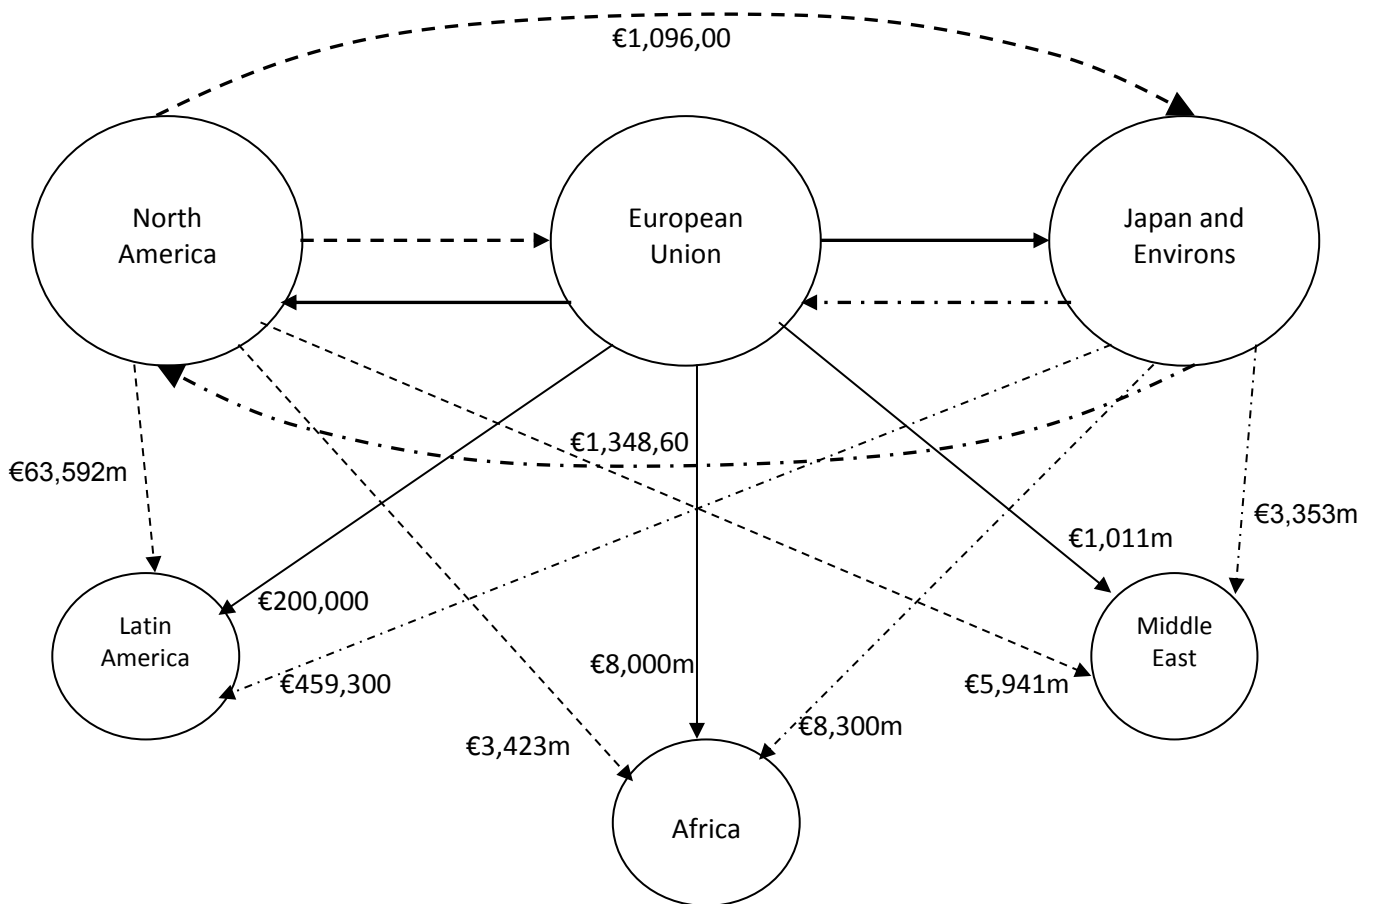 €1,096,00
North
America
European
Union
Japan and
Environs
€1,348,60
€63,592m
€3,353m
€1,011m
€200,000
Latin
America
Middle
East
€8,000m
€459,300
€5,941m
€3,423m
€8,300m
Africa